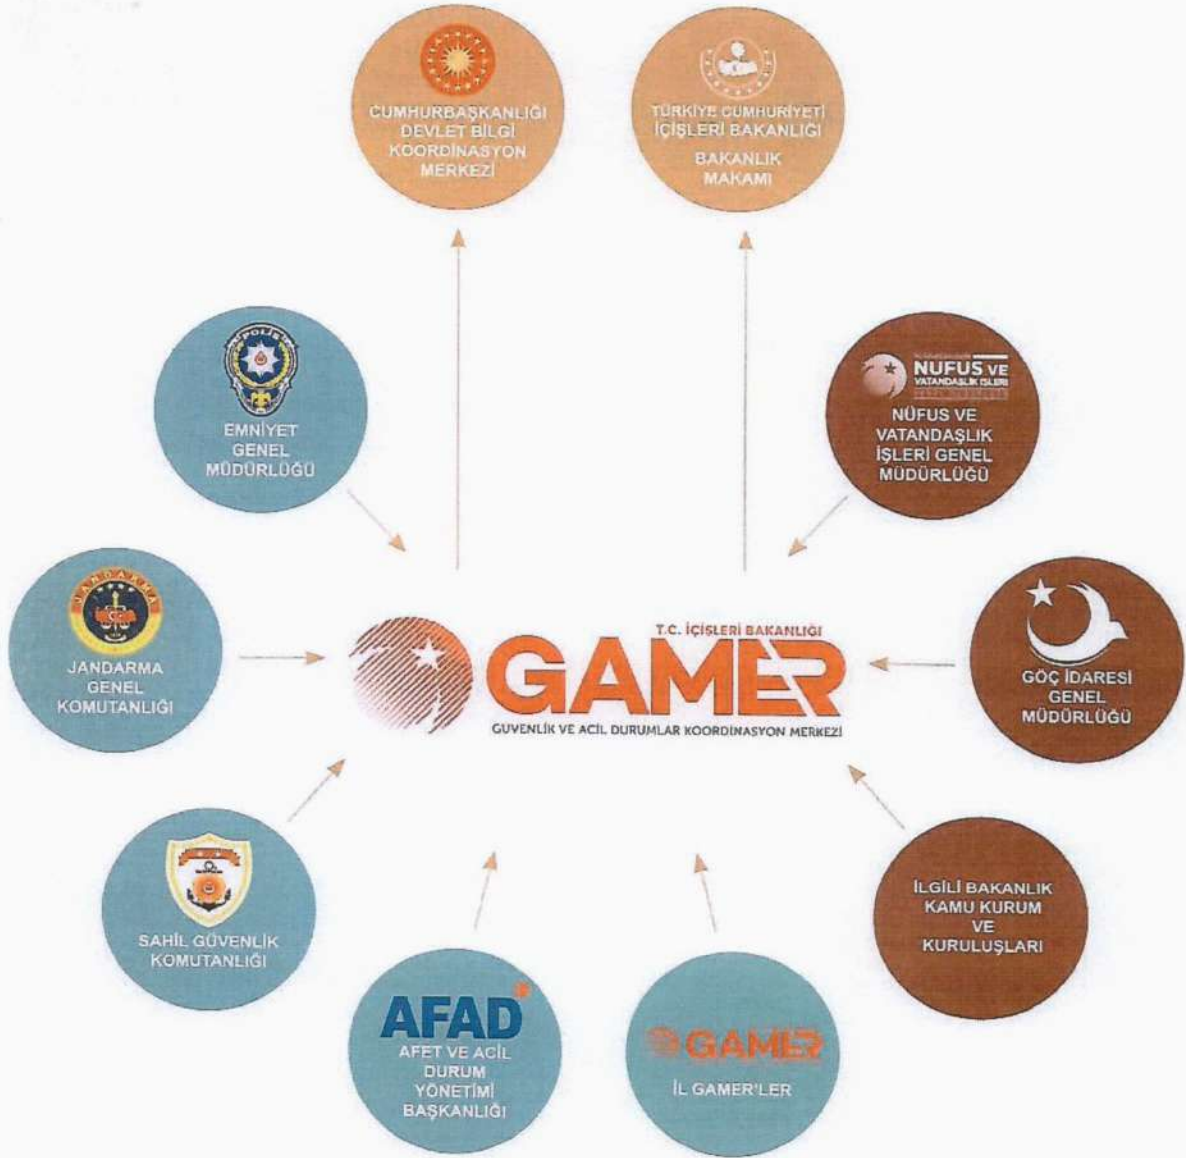 CUMHURBAŞKANLIĞI
DEVLET BİLGİ
KOORDİNASYON
MERKEZİ
TÜRKİYE CUMHURİYETİ
İÇİŞLERİ BAKANLIĞI
BAKANLIK
MAKAMI
POLİS
EMNİYET
GENEL
MÜDÜRLÜĞÜ
NUFUS VE
VATANDAŞLIK İŞLERİ
NÜFUS VE
VATANDAŞLIK
İŞLERİ GENEL
MÜDÜRLÜĞÜ
JANDARMA
JANDARMA
GENEL
KOMUTANLIĞI
T.C. İÇİŞLERİ BAKANLIĞI
GAMER
GÜVENLİK VE ACİL DURUMLAR KOORDİNASYON MERKEZİ
GÖÇ İDARESİ
GENEL
MÜDÜRLÜĞÜ
SAHİL GÜVENLİK
KOMUTANLIĞI
İLGİLİ BAKANLIK
KAMU KURUM
VE
KURULUŞLARI
AFAD
AFET VE ACİL
DURUM
YÖNETİMİ
BAŞKANLIĞI
GAMER
İL GAMER'LER